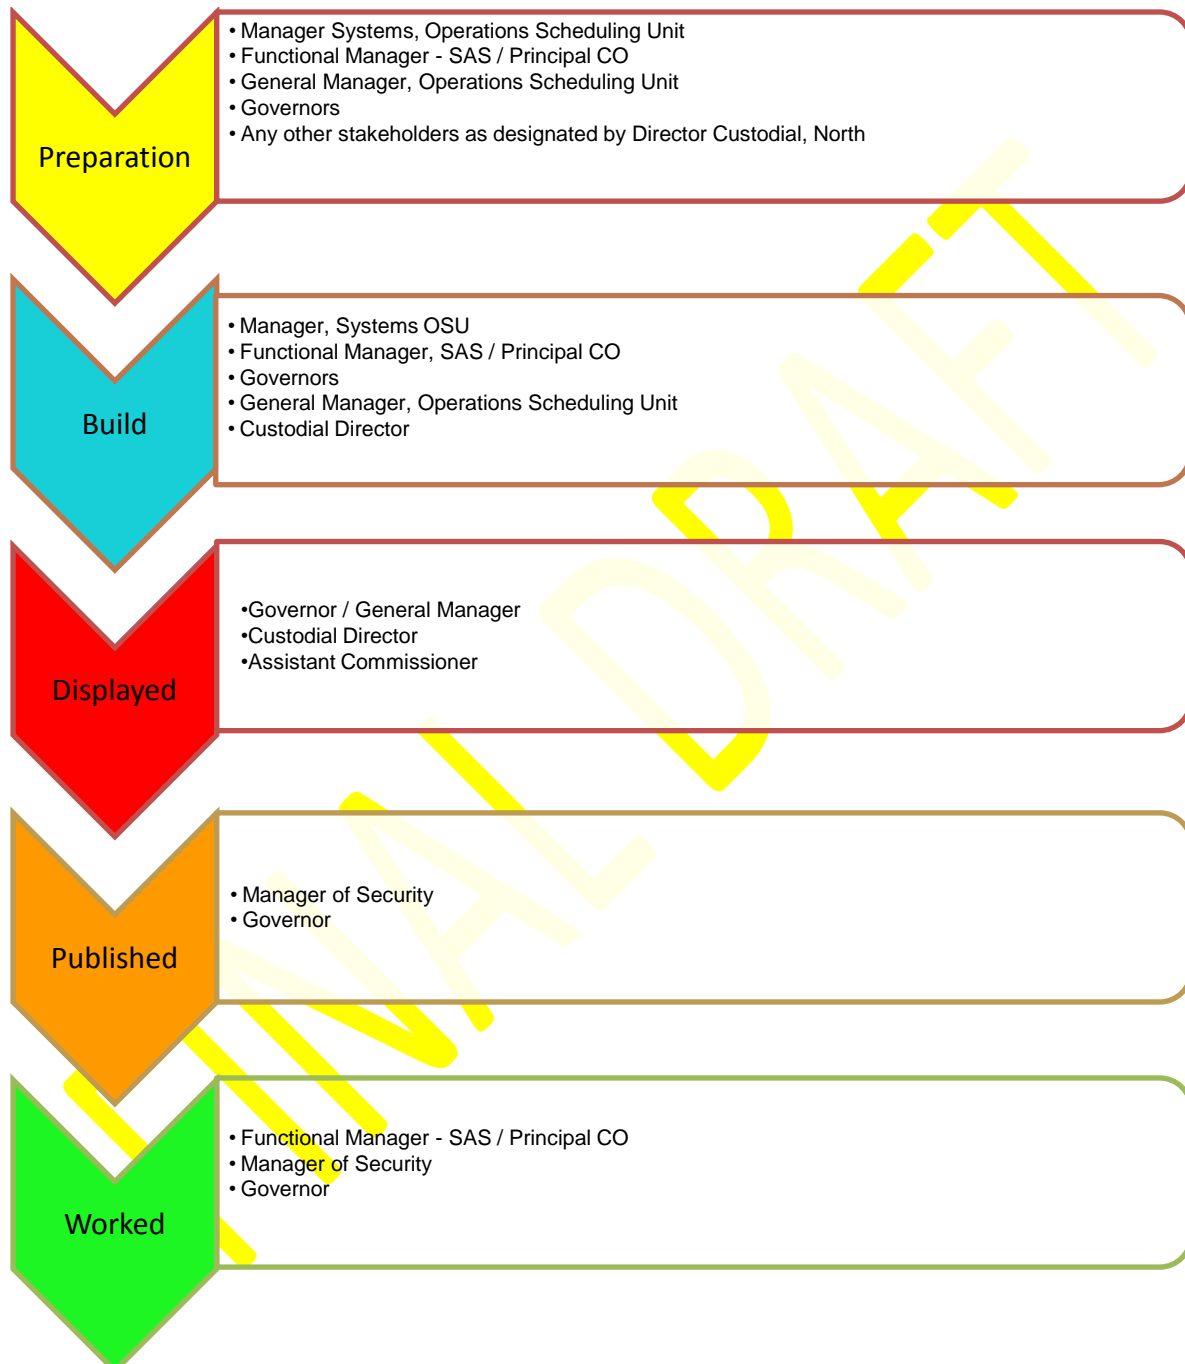 Preparation
• Manager Systems, Operations Scheduling Unit
• Functional Manager - SAS / Principal CO
• General Manager, Operations Scheduling Unit
• Governors
• Any other stakeholders as designated by Director Custodial, North
Build
• Manager, Systems OSU
• Functional Manager, SAS / Principal CO
• Governors
• General Manager, Operations Scheduling Unit
• Custodial Director
Displayed
•Governor / General Manager
•Custodial Director
•Assistant Commissioner
Published
• Manager of Security
• Governor
Worked
• Functional Manager - SAS / Principal CO
• Manager of Security
• Governor
FINAL DRAFT